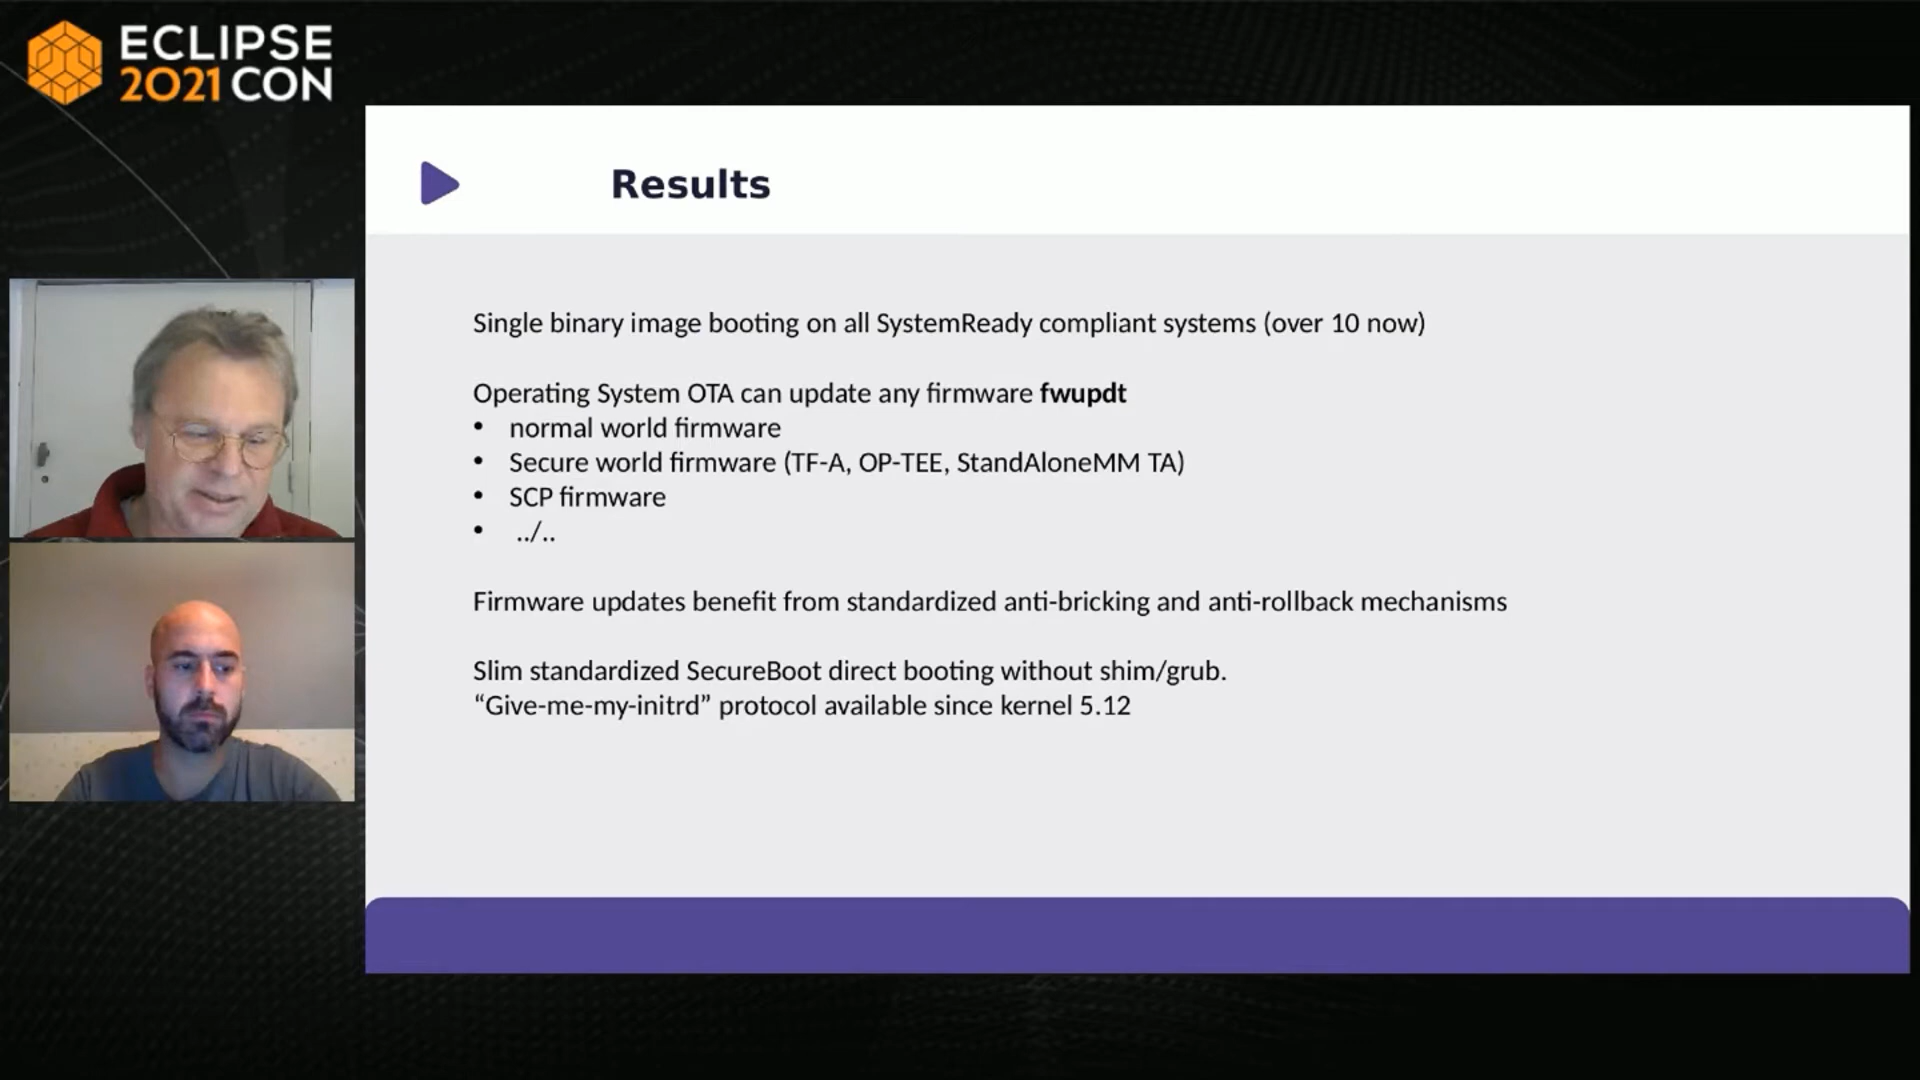 ECLIPSE
2021 CON
Results
Single binary image booting on all SystemReady compliant systems (over 10 now)
Operating System OTA can update any firmware fwupdt
• normal world firmware
• Secure world firmware (TF-A, OP-TEE, StandAloneMM TA)
• SCP firmware
• ../..
Firmware updates benefit from standardized anti-bricking and anti-rollback mechanisms
Slim standardized SecureBoot direct booting without shim/grub.
“Give-me-my-initrd” protocol available since kernel 5.12